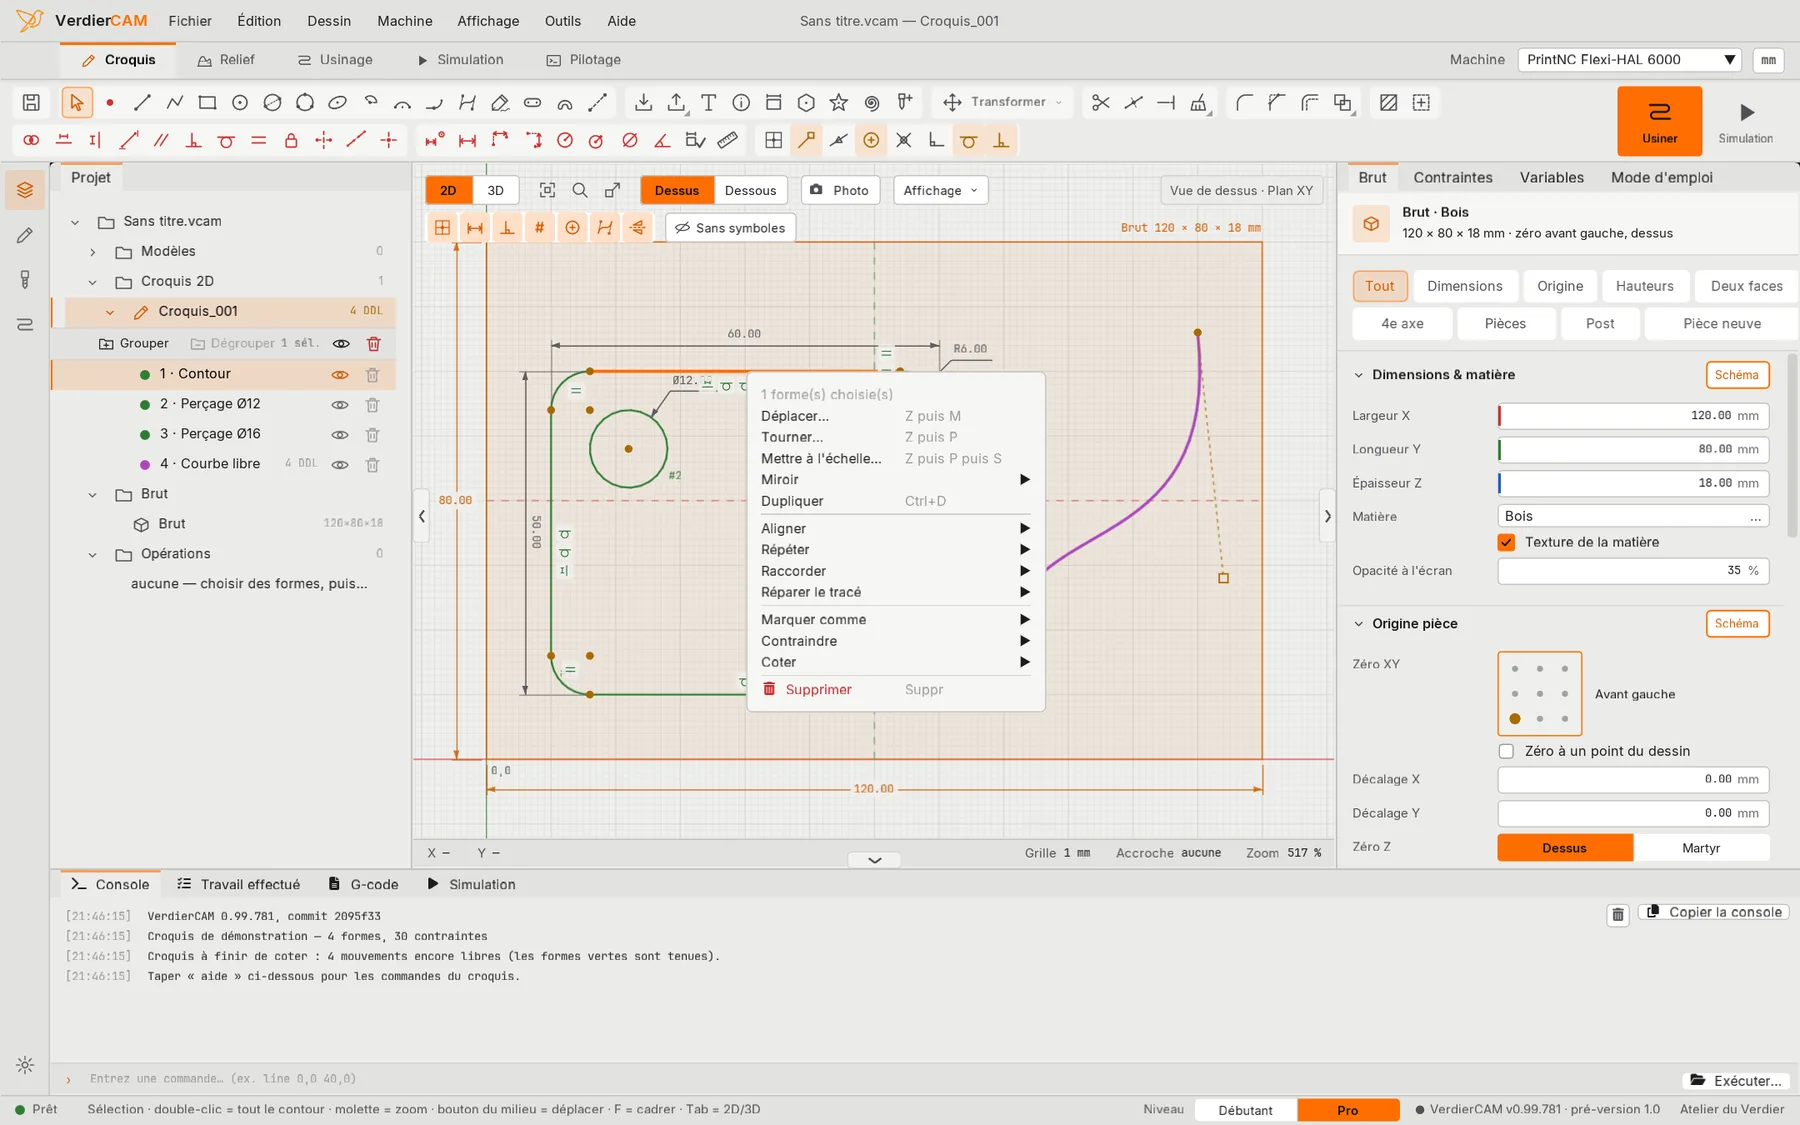 VerdierCAM Fichier Édition Dessin Machine Affichage Outils Aide Sans titre.vcam — Croquis_001
Croquis Relief Usinage Simulation Pilotage Machine PrintNC Flexi-HAL 6000 mm
Transformer
Usiner Simulation
Projet
Sans titre.vcam
Modèles 0
Croquis 2D 1
Croquis_001 4 DDL
Grouper Dégrouper 1 sél.
1 · Contour
2 · Perçage Ø12
3 · Perçage Ø16
4 · Courbe libre 4 DDL
Brut
Brut 120×80×18
Opérations 0
aucune — choisir des formes, puis...
2D 3D Dessus Dessous Photo Affichage Vue de dessus · Plan XY
Sans symboles Brut 120 × 80 × 18 mm
60.00
R6.00
Ø12.
#2
80.00
50.00
0,0
120.00
1 forme(s) choisie(s)
Déplacer... Z puis M
Tourner... Z puis P
Mettre à l'échelle... Z puis P puis S
Miroir
Dupliquer Ctrl+D
Aligner
Répéter
Raccorder
Réparer le tracé
Marquer comme
Contraindre
Coter
Supprimer Suppr
X — Y — Grille 1 mm Accroche aucune Zoom 517 %
Brut Contraintes Variables Mode d'emploi
Brut · Bois
120 × 80 × 18 mm · zéro avant gauche, dessus
Tout Dimensions Origine Hauteurs Deux faces
4e axe Pièces Post Pièce neuve
Dimensions & matière Schéma
Largeur X 120.00 mm
Longueur Y 80.00 mm
Épaisseur Z 18.00 mm
Matière Bois ...
Texture de la matière
Opacité à l'écran 35 %
Origine pièce Schéma
Zéro XY Avant gauche
Zéro à un point du dessin
Décalage X 0.00 mm
Décalage Y 0.00 mm
Zéro Z Dessus Martyr
Console Travail effectué G-code Simulation
[21:46:15] VerdierCAM 0.99.781, commit 2095f33
[21:46:15] Croquis de démonstration — 4 formes, 30 contraintes
[21:46:15] Croquis à finir de coter : 4 mouvements encore libres (les formes vertes sont tenues).
[21:46:15] Taper « aide » ci-dessous pour les commandes du croquis.
Copier la console
Entrez une commande… (ex. line 0,0 40,0) Exécuter...
Prêt Sélection · double-clic = tout le contour · molette = zoom · bouton du milieu = déplacer · F = cadrer · Tab = 2D/3D Niveau Débutant Pro VerdierCAM v0.99.781 · pré-version 1.0 Atelier du Verdier